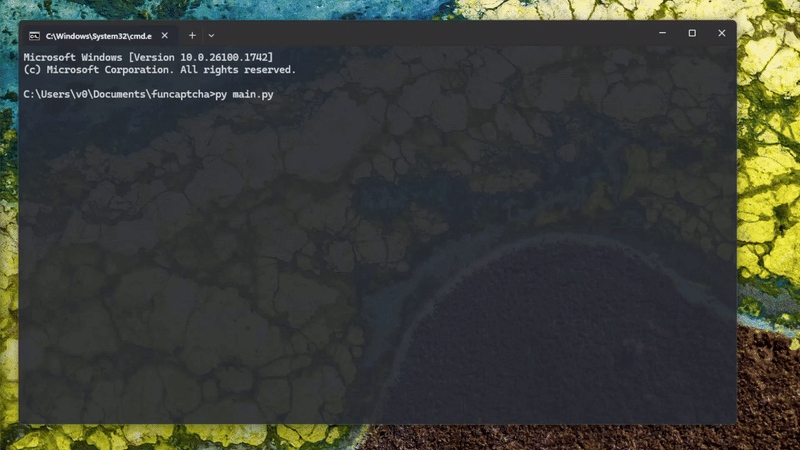 C:\Windows\System32\cmd.e
Microsoft Windows [Version 10.0.26100.1742]
(c) Microsoft Corporation. All rights reserved.
C:\Users\v0\Documents\funcaptcha>py main.py